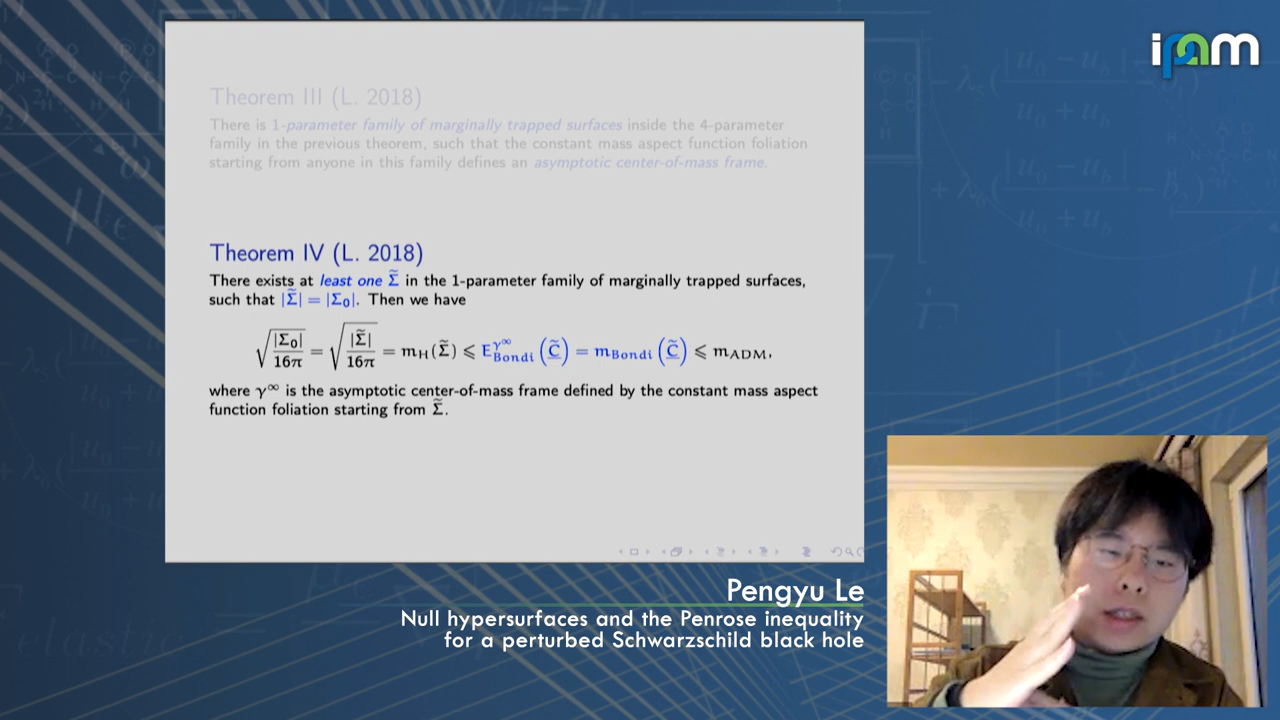 ipam
Theorem III (L. 2018)
There is 1-parameter family of marginally trapped surfaces inside the 4-parameter
family in the previous theorem, such that the constant mass aspect function foliation
starting from anyone in this family defines an asymptotic center-of-mass frame.
Theorem IV (L. 2018)
There exists at least one Σ̃ in the 1-parameter family of marginally trapped surfaces,
such that |Σ̃| = |Σ₀|. Then we have
√(|Σ₀|/16π) = √(|Σ̃|/16π) = m_H(Σ̃) ⩽ E_Bondi^γ^∞ (C̲̃) = m_Bondi (C̲̃) ⩽ m_ADM,
where γ^∞ is the asymptotic center-of-mass frame defined by the constant mass aspect
function foliation starting from Σ̃.
Pengyu Le
Null hypersurfaces and the Penrose inequality
for a perturbed Schwarzschild black hole